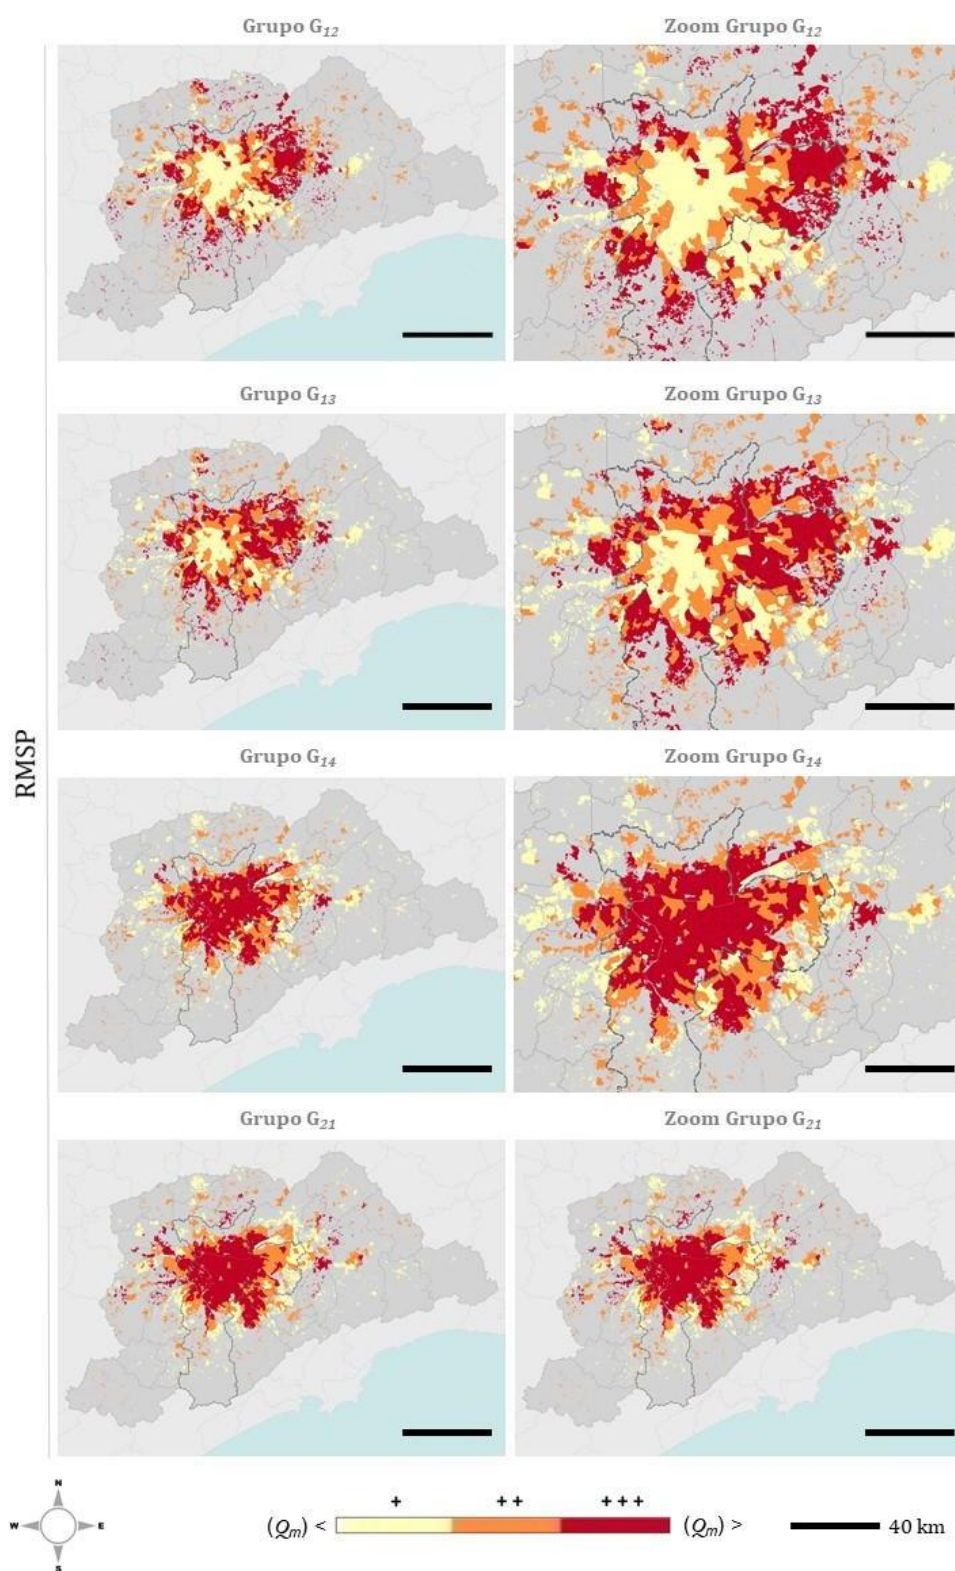 Grupo G12
Zoom Grupo G12
Grupo G13
Zoom Grupo G13
RMSP
Grupo G14
Zoom Grupo G14
Grupo G21
Zoom Grupo G21
N
W
E
S
+
++
+++
(Qm) <
(Qm) >
40 km